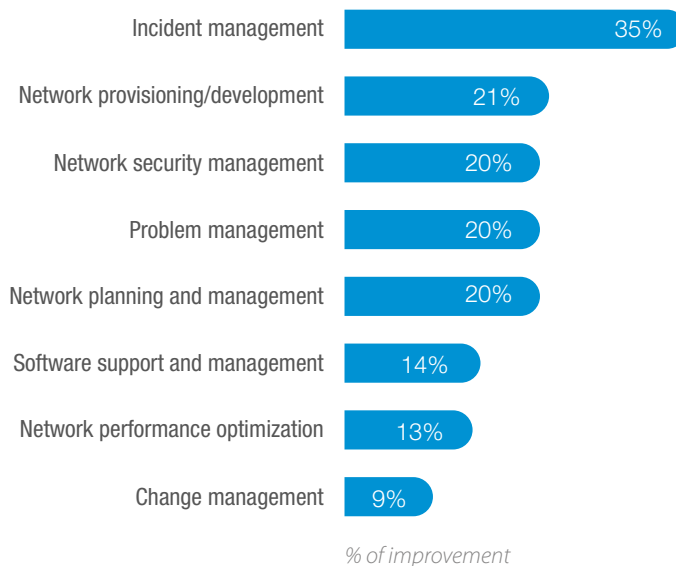 Incident management 35%
Network provisioning/development 21%
Network security management 20%
Problem management 20%
Network planning and management 20%
Software support and management 14%
Network performance optimization 13%
Change management 9%
% of improvement